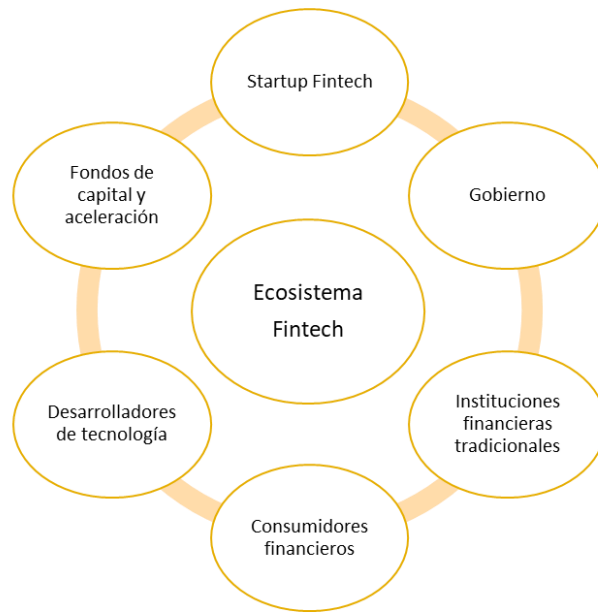 Startup Fintech
Gobierno
Instituciones
financieras
tradicionales
Consumidores
financieros
Desarrolladores
de tecnología
Fondos de
capital y
aceleración
Ecosistema
Fintech